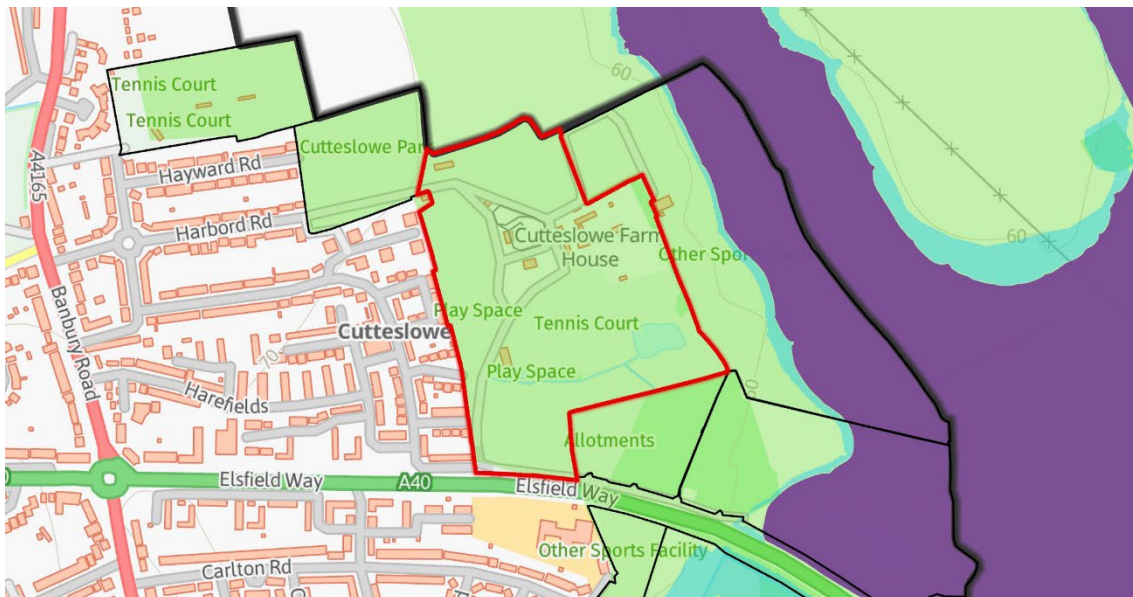 60
Tennis Court
Tennis Court
Cutteslowe Par
Hayward Rd
A4165
Harbord Rd
Cutteslowe Farm
House
Other Sports
60
Banbury Road
Play Space
Tennis Court
Cutteslowe
70
Play Space
60
Harefields
Allotments
Elsfield Way
A40
Elsfield Way
Other Sports Facility
Carlton Rd